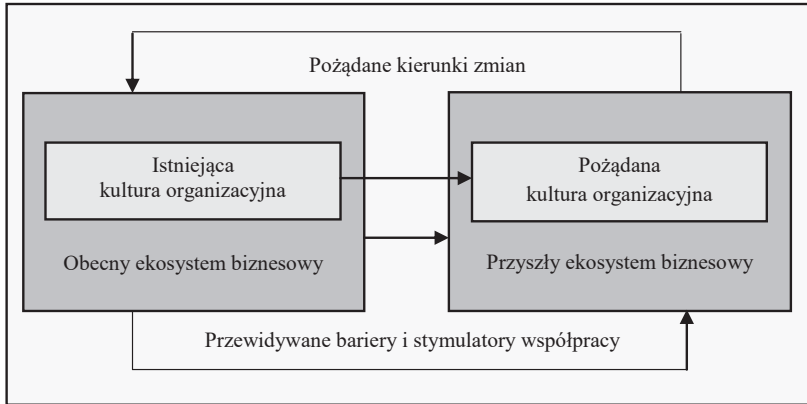 Pożądane kierunki zmian
Istniejąca
kultura organizacyjna
Obecny ekosystem biznesowy
Pożądana
kultura organizacyjna
Przyszły ekosystem biznesowy
Przewidywane bariery i stymulatory współpracy